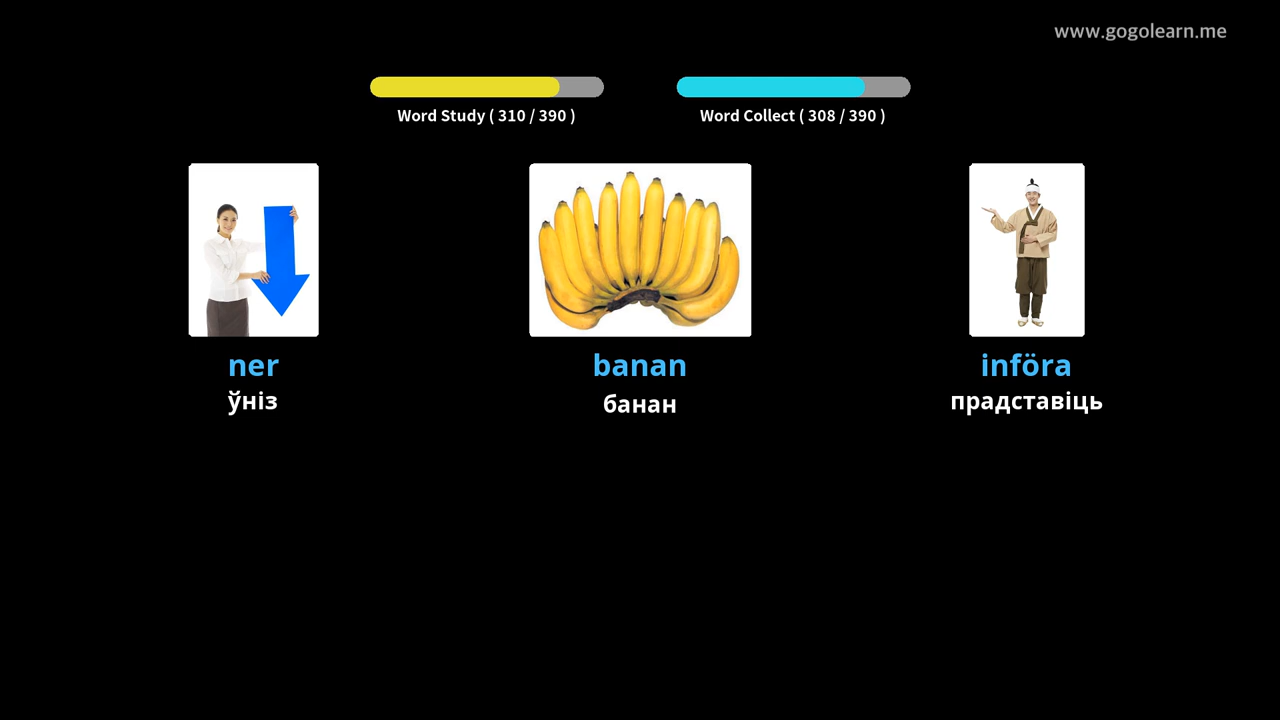 www.gogolearn.me
Word Study ( 310 / 390 )
Word Collect ( 308 / 390 )
ner
ўніз
banan
банан
införa
прадставіць